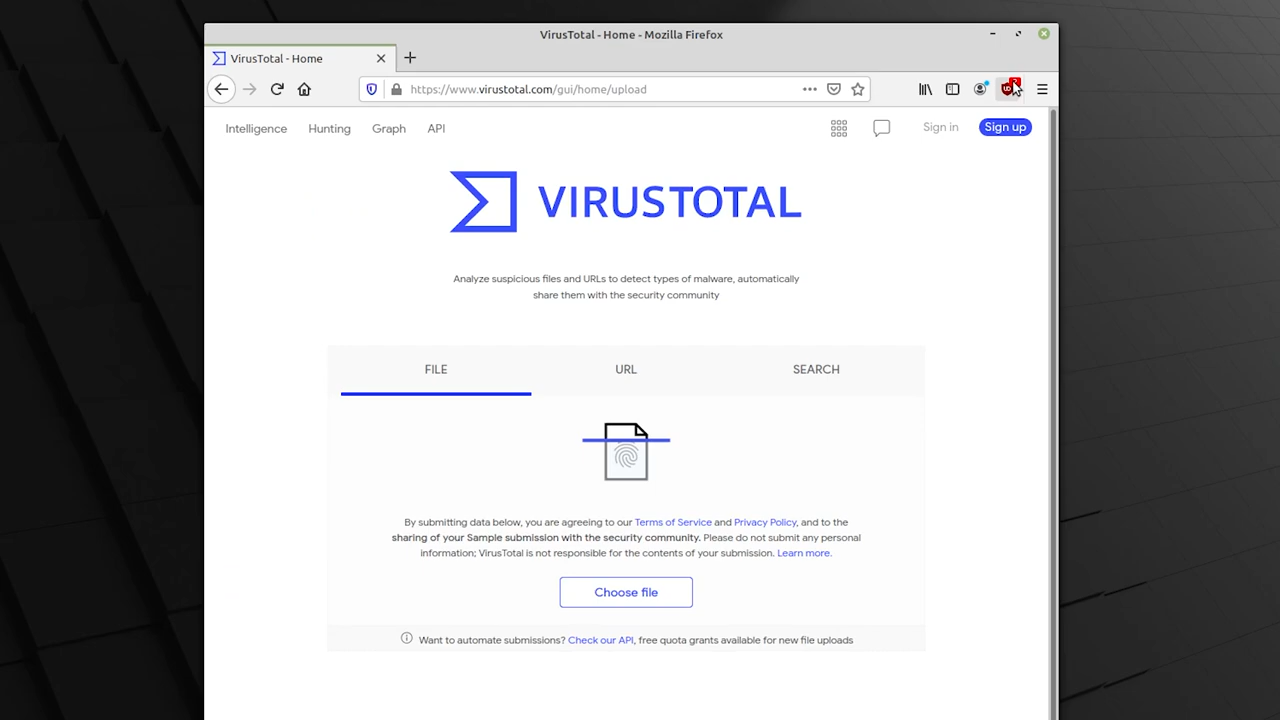 VirusTotal - Home - Mozilla Firefox
VirusTotal - Home
https://www.virustotal.com/gui/home/upload
Intelligence
Hunting
Graph
API
Sign in
Sign up
VIRUSTOTAL
Analyze suspicious files and URLs to detect types of malware, automatically
share them with the security community
FILE
URL
SEARCH
By submitting data below, you are agreeing to our Terms of Service and Privacy Policy, and to the
sharing of your Sample submission with the security community. Please do not submit any personal
information; VirusTotal is not responsible for the contents of your submission. Learn more.
Choose file
Want to automate submissions? Check our API, free quota grants available for new file uploads